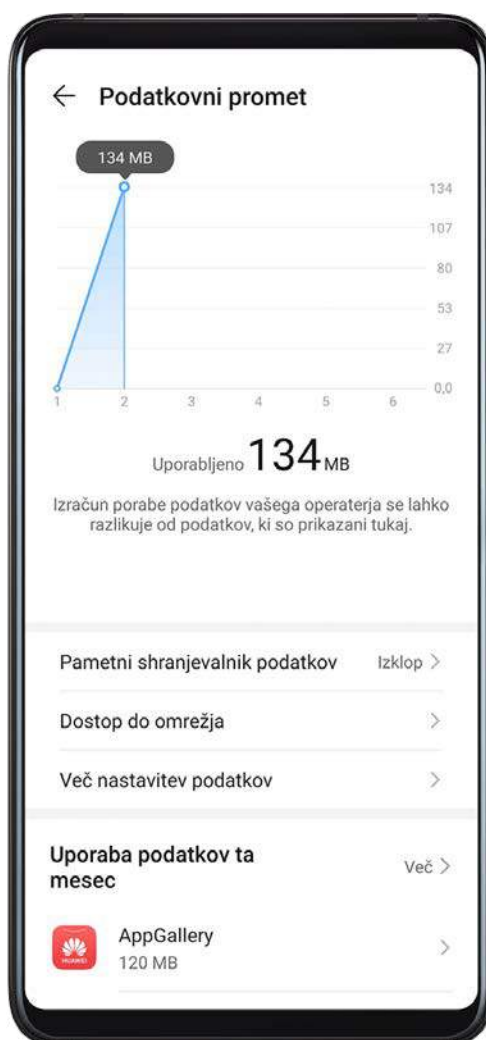 Podatkovni promet
134 MB
134
107
80
53
27
0,0
1 2 3 4 5 6
Uporabljeno 134 MB
Izračun porabe podatkov vašega operaterja se lahko
razlikuje od podatkov, ki so prikazani tukaj.
Pametni shranjevalnik podatkov Izklop
Dostop do omrežja
Več nastavitev podatkov
Uporaba podatkov ta
mesec
Več
AppGallery
120 MB
HUAWEI